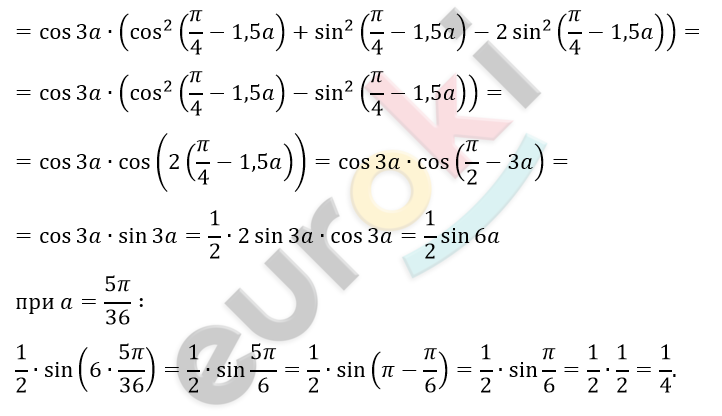 = cos 3a · (cos² (π/4 − 1,5a) + sin² (π/4 − 1,5a) − 2 sin² (π/4 − 1,5a)) =
= cos 3a · (cos² (π/4 − 1,5a) − sin² (π/4 − 1,5a)) =
= cos 3a · cos (2 (π/4 − 1,5a)) = cos 3a · cos (π/2 − 3a) =
= cos 3a · sin 3a = 1/2 · 2 sin 3a · cos 3a = 1/2 sin 6a
при a = 5π/36 :
1/2 · sin (6 · 5π/36) = 1/2 · sin 5π/6 = 1/2 · sin (π − π/6) = 1/2 · sin π/6 = 1/2 · 1/2 = 1/4.
euroki